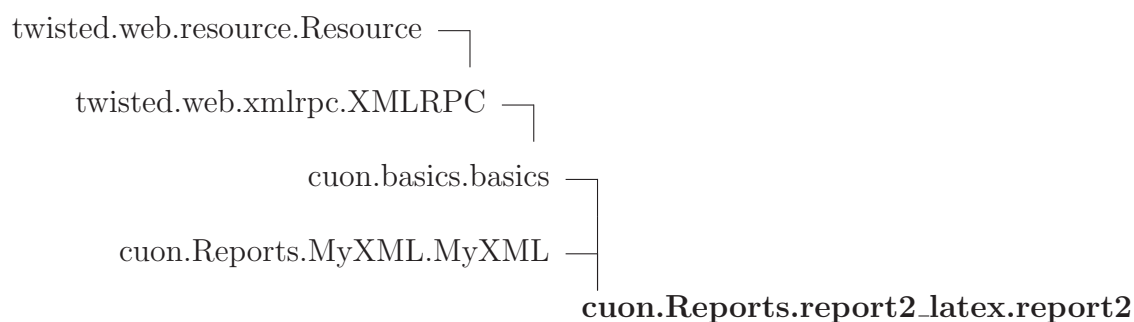 twisted.web.resource.Resource
twisted.web.xmlrpc.XMLRPC
cuon.basics.basics
cuon.Reports.MyXML.MyXML
cuon.Reports.report2_latex.report2